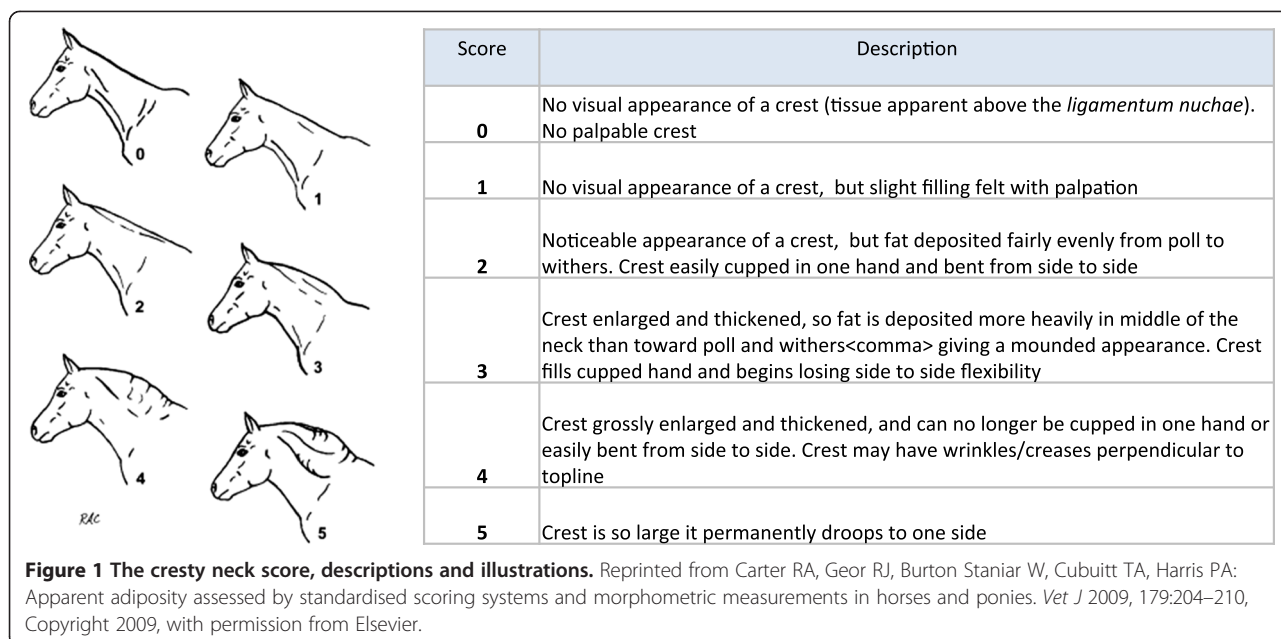 0
1
2
3
4
5
RAC
Score Description
No visual appearance of a crest (tissue apparent above the ligamentum nuchae).
0 No palpable crest
1 No visual appearance of a crest,  but slight filling felt with palpation
Noticeable appearance of a crest,  but fat deposited fairly evenly from poll to
2 withers. Crest easily cupped in one hand and bent from side to side
Crest enlarged and thickened, so fat is deposited more heavily in middle of the
neck than toward poll and withers<comma> giving a mounded appearance. Crest
3 fills cupped hand and begins losing side to side flexibility
Crest grossly enlarged and thickened, and can no longer be cupped in one hand or
easily bent from side to side. Crest may have wrinkles/creases perpendicular to
4 topline
5 Crest is so large it permanently droops to one side
Figure 1 The cresty neck score, descriptions and illustrations. Reprinted from Carter RA, Geor RJ, Burton Staniar W, Cubuitt TA, Harris PA:
Apparent adiposity assessed by standardised scoring systems and morphometric measurements in horses and ponies. Vet J 2009, 179:204–210,
Copyright 2009, with permission from Elsevier.